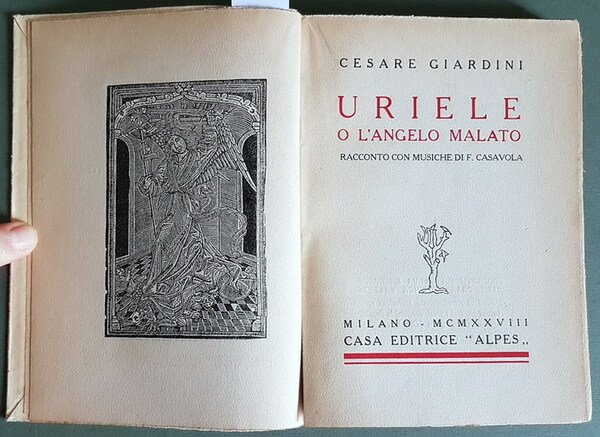 CESARE GIARDINI
URIELE
O L'ANGELO MALATO
RACCONTO CON MUSICHE DI F. CASAVOLA
MILANO - MCMXXVIII
CASA EDITRICE "ALPES„